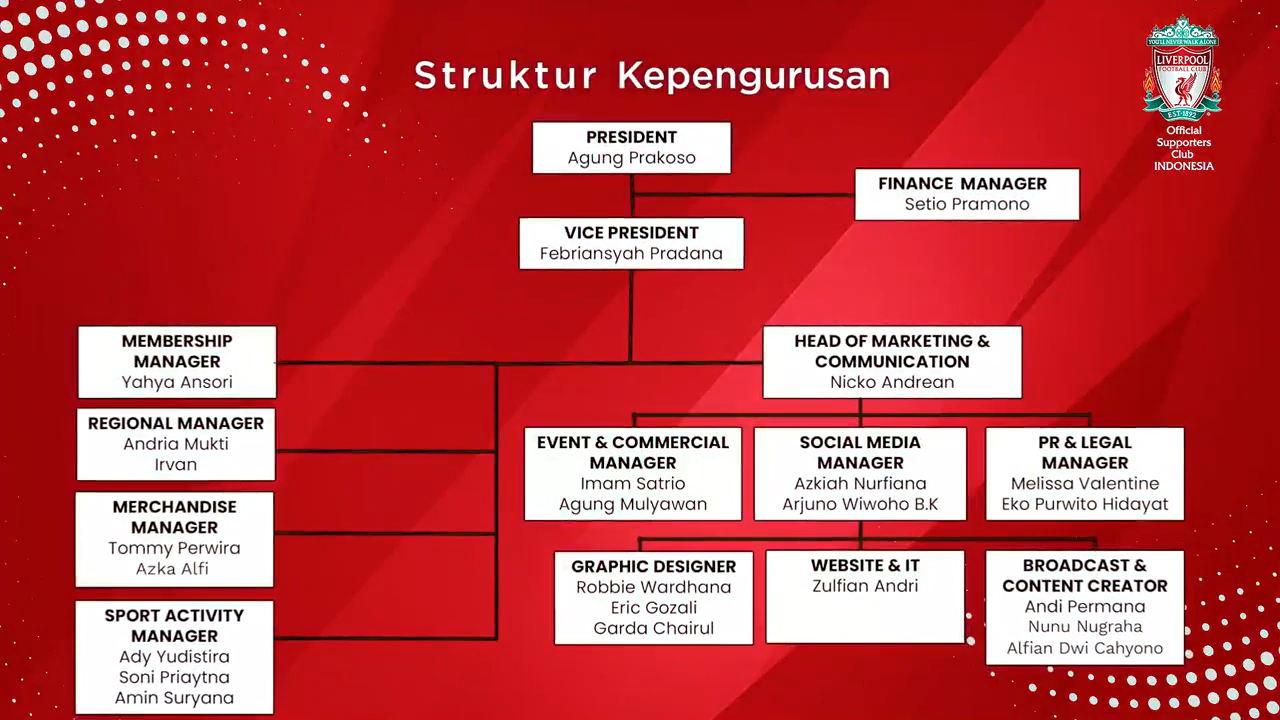 Struktur Kepengurusan
YOU'LL NEVER WALK ALONE
LIVERPOOL
FOOTBALL CLUB
EST·1892
Official
Supporters
Club
INDONESIA
PRESIDENT
Agung Prakoso
FINANCE MANAGER
Setio Pramono
VICE PRESIDENT
Febriansyah Pradana
MEMBERSHIP
MANAGER
Yahya Ansori
HEAD OF MARKETING &
COMMUNICATION
Nicko Andrean
REGIONAL MANAGER
Andria Mukti
Irvan
EVENT & COMMERCIAL
MANAGER
Imam Satrio
Agung Mulyawan
SOCIAL MEDIA
MANAGER
Azkiah Nurfiana
Arjuno Wiwoho B.K
PR & LEGAL
MANAGER
Melissa Valentine
Eko Purwito Hidayat
MERCHANDISE
MANAGER
Tommy Perwira
Azka Alfi
GRAPHIC DESIGNER
Robbie Wardhana
Eric Gozali
Garda Chairul
WEBSITE & IT
Zulfian Andri
BROADCAST &
CONTENT CREATOR
Andi Permana
Nunu Nugraha
Alfian Dwi Cahyono
SPORT ACTIVITY
MANAGER
Ady Yudistira
Soni Priaytna
Amin Suryana